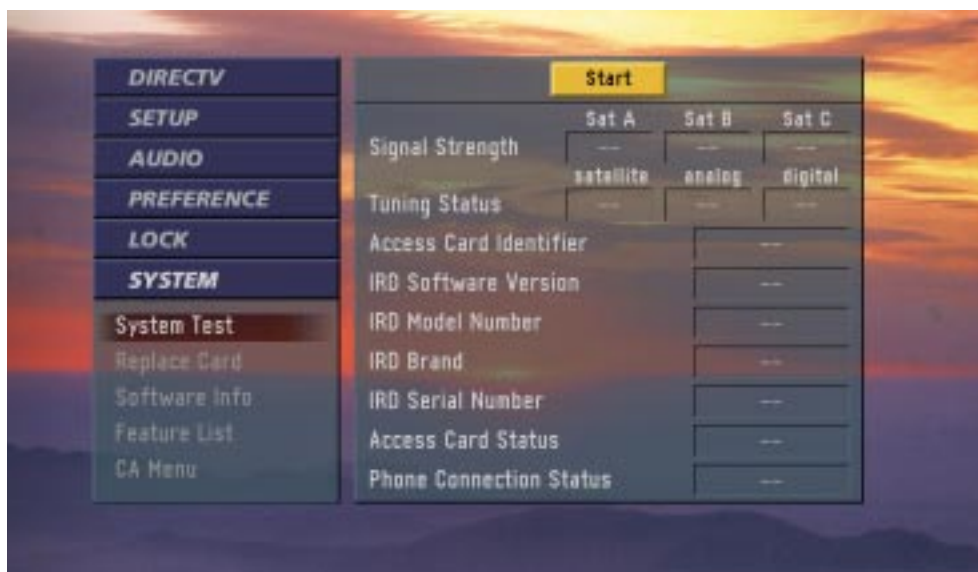 DIRECTV
SETUP
AUDIO
PREFERENCE
LOCK
SYSTEM
System Test
Replace Card
Software Info
Feature List
CA Menu
Start
Sat A Sat B Sat C
Signal Strength -- -- --
satellite analog digital
Tuning Status -- -- --
Access Card Identifier --
IRD Software Version --
IRD Model Number --
IRD Brand --
IRD Serial Number --
Access Card Status --
Phone Connection Status --